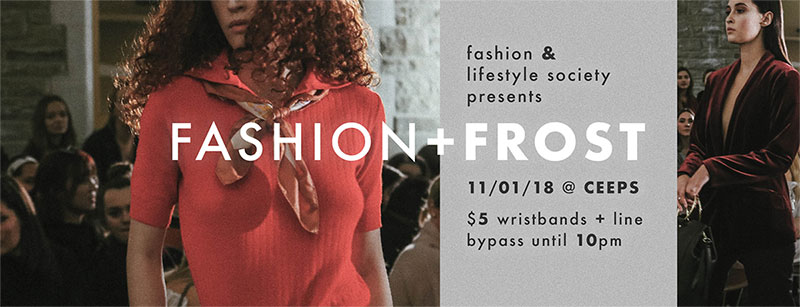 fashion &
lifestyle society
presents
FASHION+FROST
11/01/18 @ CEEPS
$5 wristbands + line
bypass until 10pm